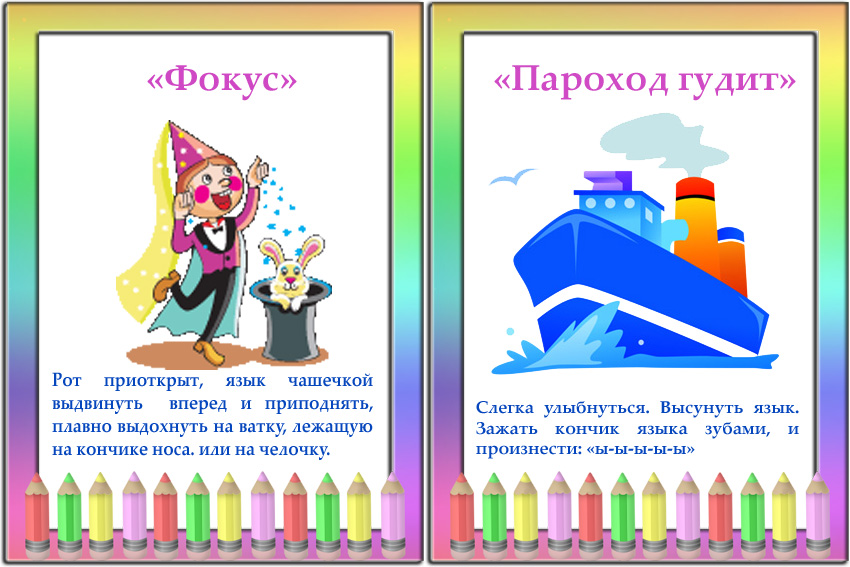 «Фокус»
Рот приоткрыт, язык чашечкой
выдвинуть вперед и приподнять,
плавно выдохнуть на ватку, лежащую
на кончике носа. или на челочку.
«Пароход гудит»
Слегка улыбнуться. Высунуть язык.
Зажать кончик языка зубами, и
произнести: «ы-ы-ы-ы-ы»